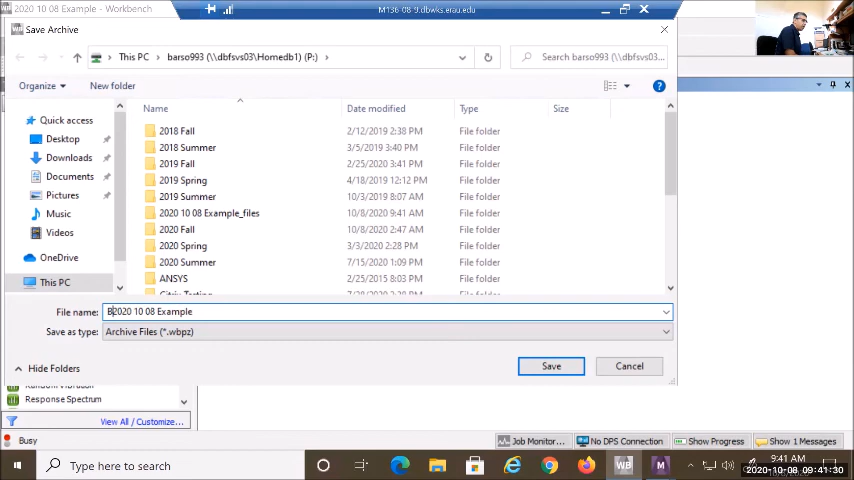 2020 10 08 Example - Workbench
M136-08-9.dbwks.erau.edu
Save Archive
This PC > barso993 (\\dbfsvs03\Homedb1) (P:) >
Search barso993 (\\dbfsvs03...
Organize
New folder
Name
Date modified
Type
Size
Quick access
Desktop
Downloads
Documents
Pictures
Music
Videos
OneDrive
This PC
2018 Fall 2/12/2019 2:38 PM File folder
2018 Summer 3/5/2019 3:40 PM File folder
2019 Fall 2/25/2020 3:41 PM File folder
2019 Spring 4/18/2019 12:12 PM File folder
2019 Summer 10/3/2019 8:07 AM File folder
2020 10 08 Example_files 10/8/2020 9:41 AM File folder
2020 Fall 10/8/2020 2:47 AM File folder
2020 Spring 3/3/2020 2:28 PM File folder
2020 Summer 7/15/2020 1:09 PM File folder
ANSYS 2/25/2015 8:03 PM File folder
Citrix Testing
File folder
File name: B2020 10 08 Example
Save as type: Archive Files (*.wbpz)
Hide Folders
Save
Cancel
Random Vibration
Response Spectrum
View All / Customize...
Busy
Job Monitor...
No DPS Connection
Show Progress
Show 1 Messages
Type here to search
WB
M
9:41 AM
2020-10-08 09:41:30